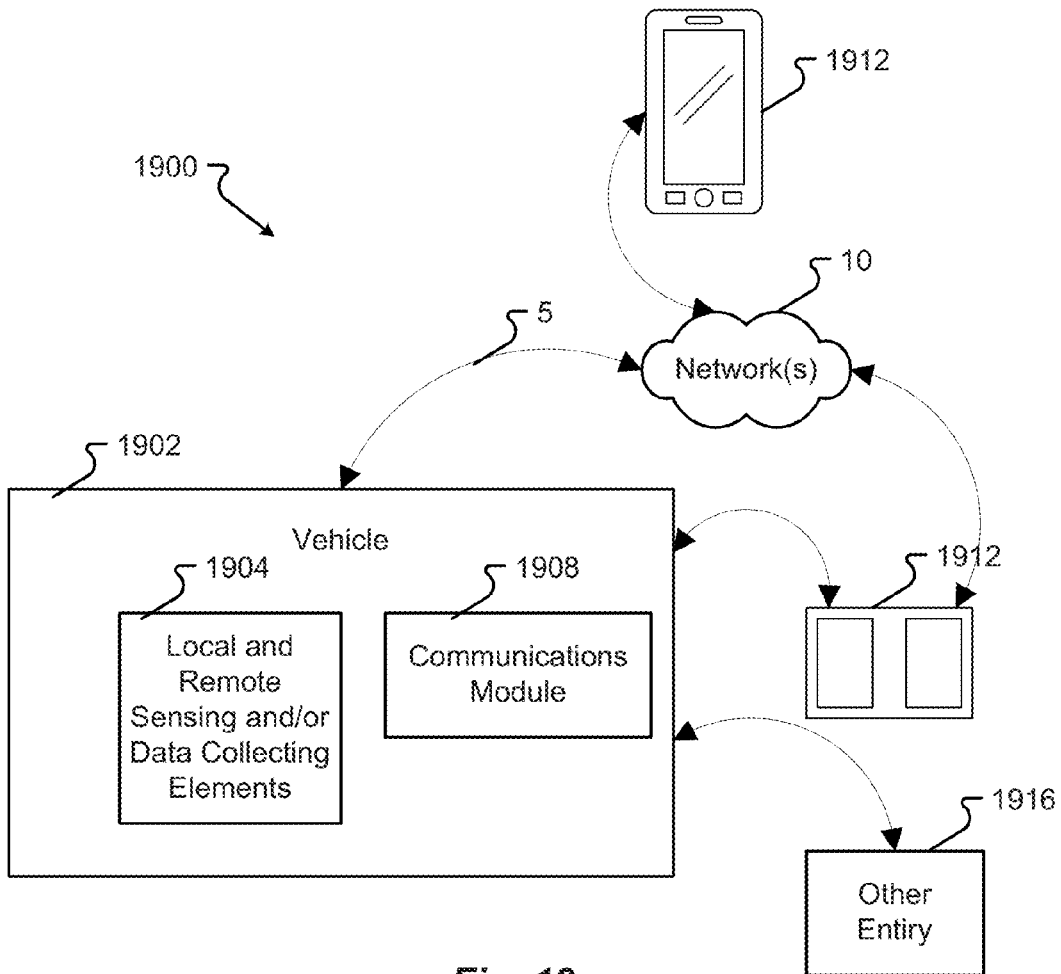 1912
1900
10
5
Network(s)
1902
Vehicle
1904
1908
1912
Local and
Remote
Sensing and/or
Data Collecting
Elements
Communications
Module
1916
Other
Entiry